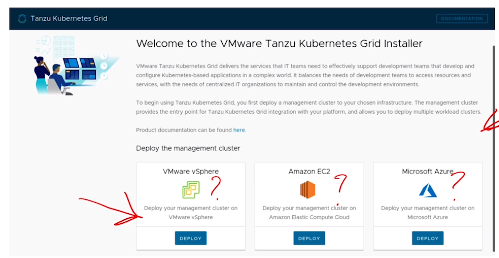 Tanzu Kubernetes Grid
DOCUMENTATION
Welcome to the VMware Tanzu Kubernetes Grid Installer
VMware Tanzu Kubernetes Grid delivers the services that IT teams need to effectively support development teams that develop and
configure Kubernetes-based applications in a complex world. It balances the needs of development teams to access resources and
services, with the needs of centralized IT organizations to maintain and control the development environments.
To begin using Tanzu Kubernetes Grid, you first deploy a management cluster to your chosen infrastructure. The management cluster
provides the entry point for Tanzu Kubernetes Grid integration with your platform, and allows you to deploy multiple workload clusters.
Product documentation can be found here.
Deploy the management cluster
VMware vSphere
Amazon EC2
Microsoft Azure
? ? ?
Deploy your management cluster on
VMware vSphere
Deploy your management cluster on
Amazon Elastic Compute Cloud
Deploy your management cluster on
Microsoft Azure
DEPLOY
DEPLOY
DEPLOY